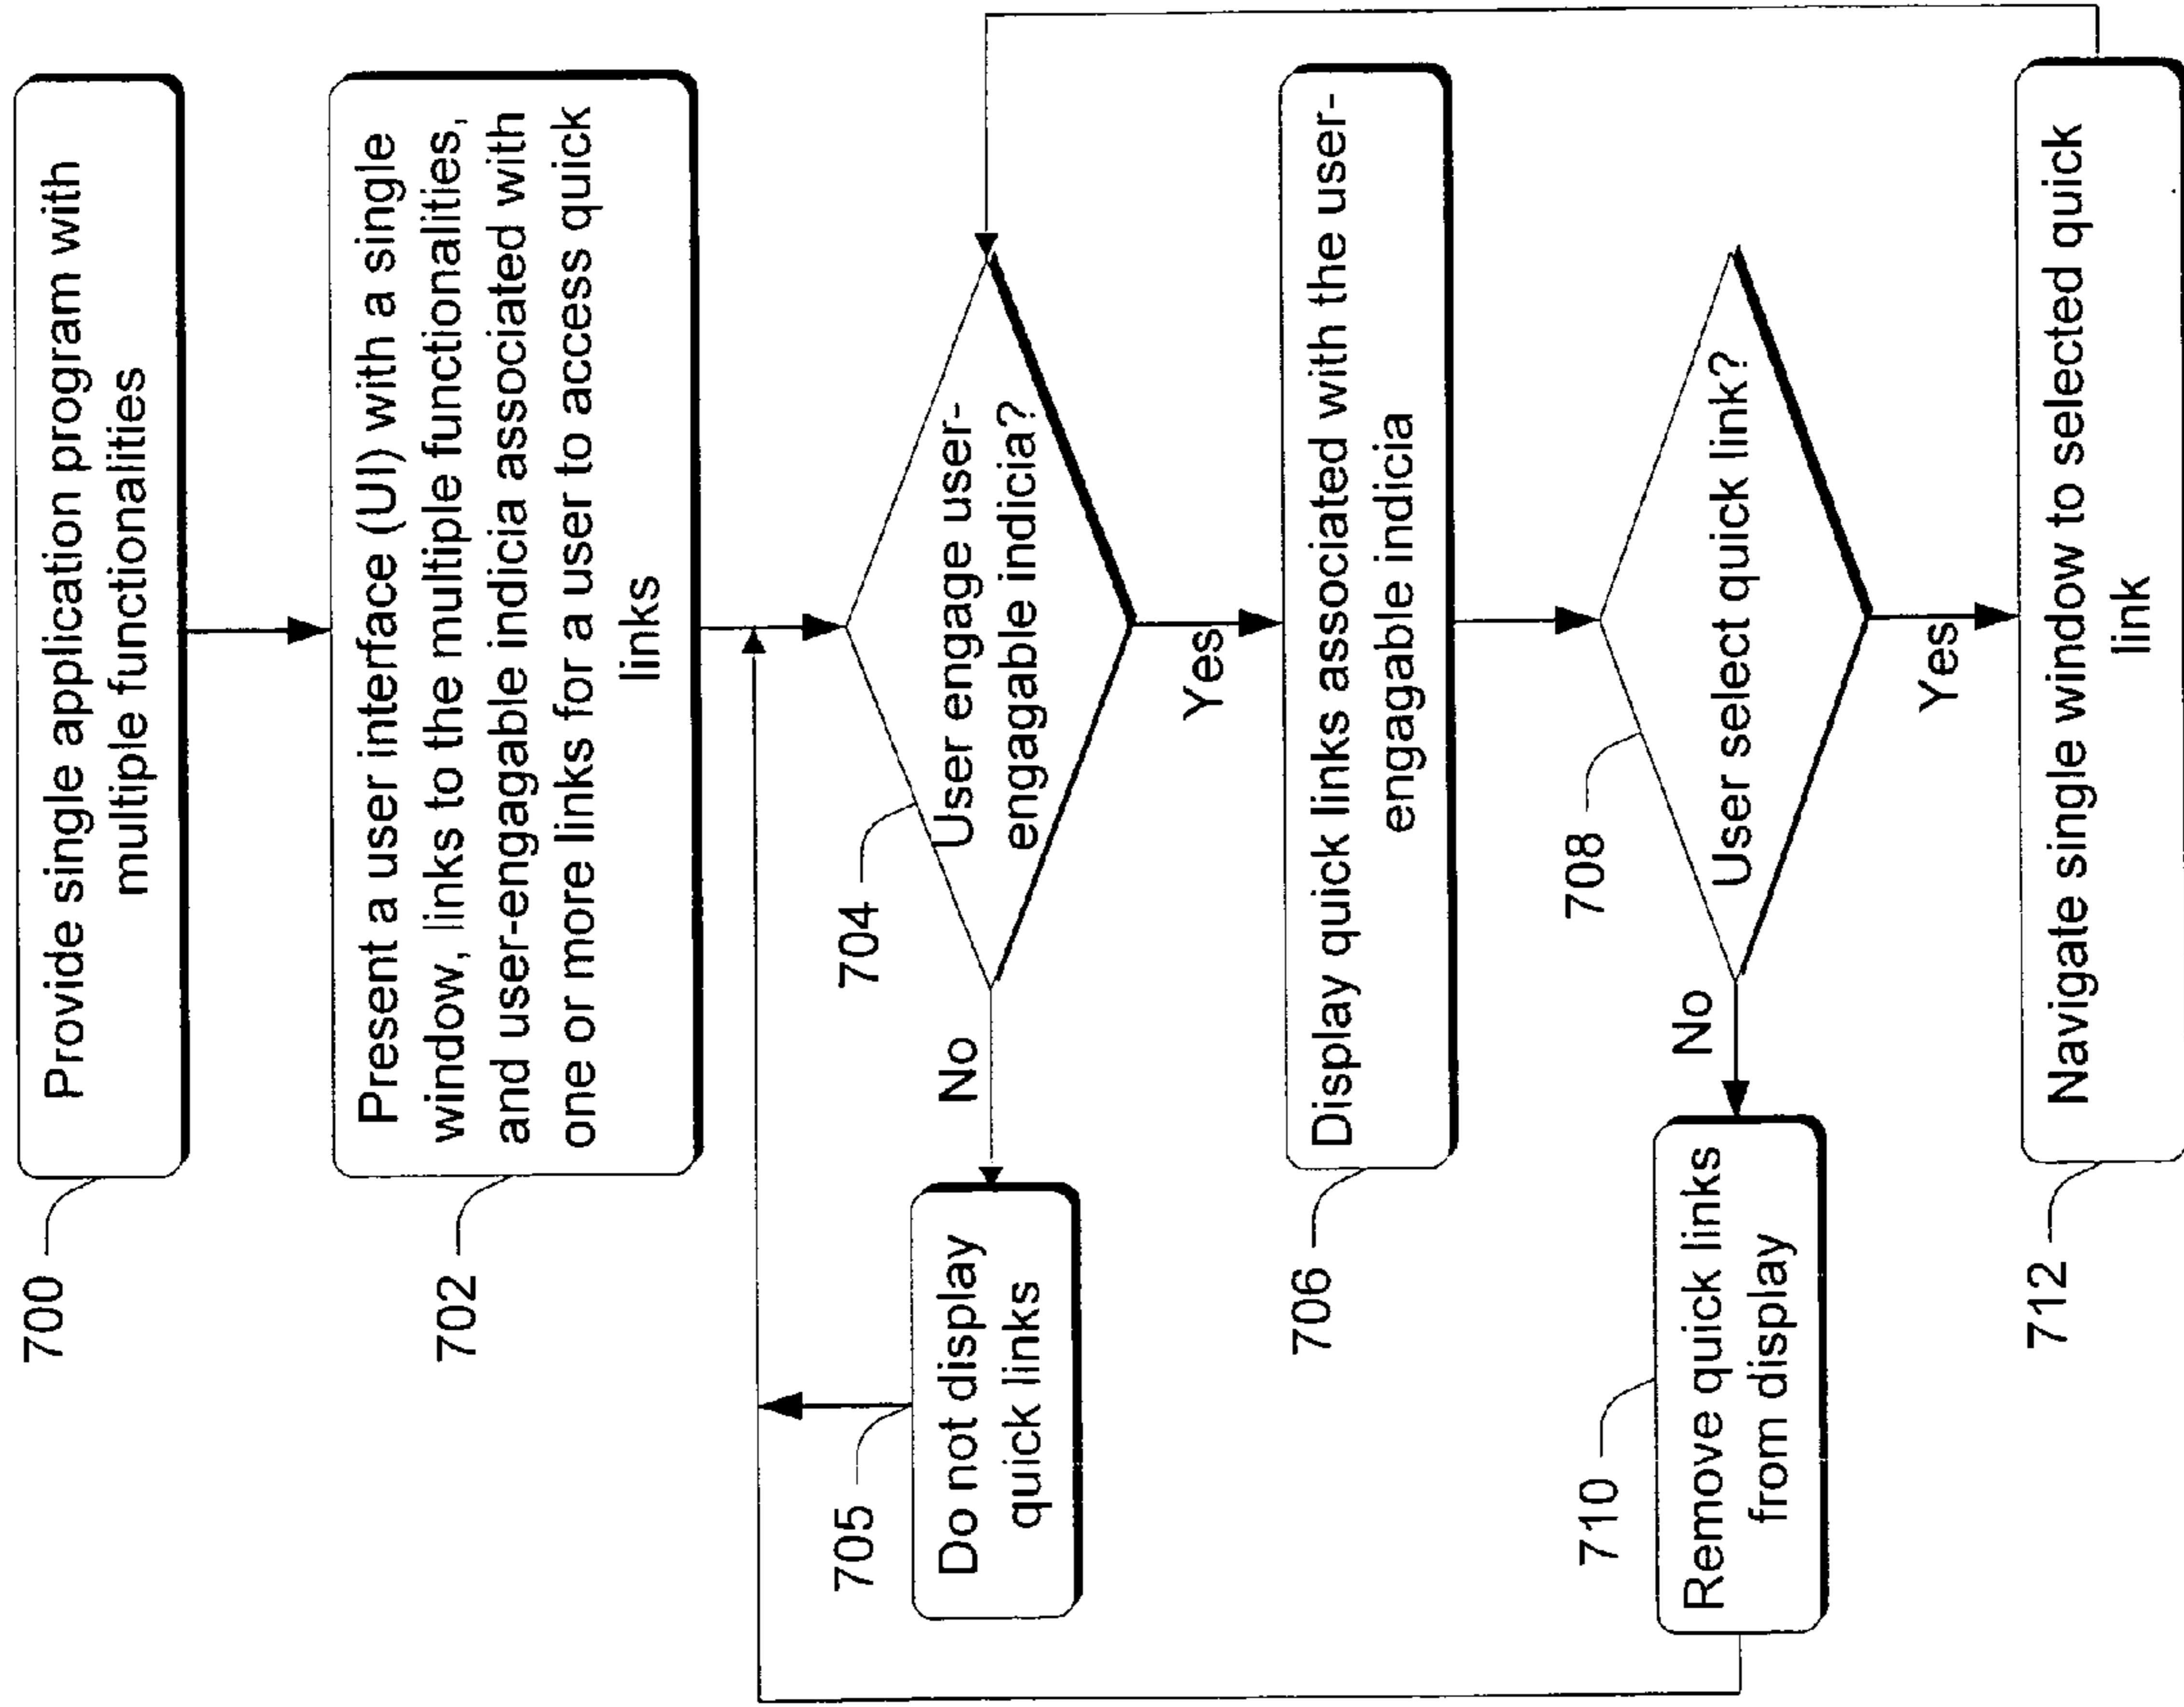 700
Provide single application program with
multiple functionalities
702
Present a user interface (UI) with a single
window, links to the multiple functionalities,
and user-engagable indicia associated with
one or more links for a user to access quick
links
704
User engage user-
engagable indicia?
No
Yes
705
Do not display
quick links
706
Display quick links associated with the user-
engagable indicia
708
User select quick link?
No
Yes
710
Remove quick links
from display
712
Navigate single window to selected quick
link